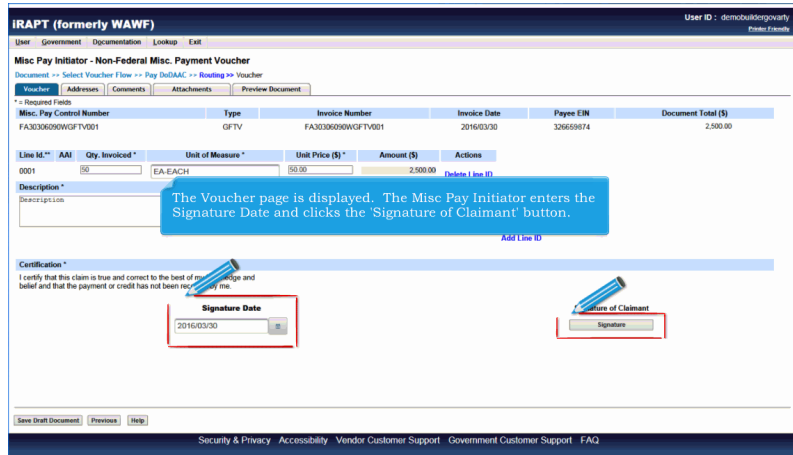 iRAPT (formerly WAWF)
User ID : demobuildergovarty
Printer Friendly
User Government Documentation Lookup Exit
Misc Pay Initiator - Non-Federal Misc. Payment Voucher
Document >> Select Voucher Flow >> Pay DoDAAC >> Routing >> Voucher
Voucher Addresses Comments Attachments Preview Document
* = Required Fields
Misc. Pay Control Number Type Invoice Number Invoice Date Payee EIN Document Total ($)
FA30306090WGFTV001 GFTV FA30306090WGFTV001 2016/03/30 326659874 2,500.00
Line Id.** AAI Qty. Invoiced * Unit of Measure * Unit Price ($) * Amount ($) Actions
0001 50 EA-EACH 50.00 2,500.00 Delete Line ID
Description *
Description
The Voucher page is displayed. The Misc Pay Initiator enters the
Signature Date and clicks the 'Signature of Claimant' button.
Add Line ID
Certification *
I certify that this claim is true and correct to the best of my
belief and that the payment or credit has not been by me.
Signature Date
2016/03/30
of Claimant
Signature
Save Draft Document Previous Help
Security & Privacy Accessibility Vendor Customer Support Government Customer Support FAQ